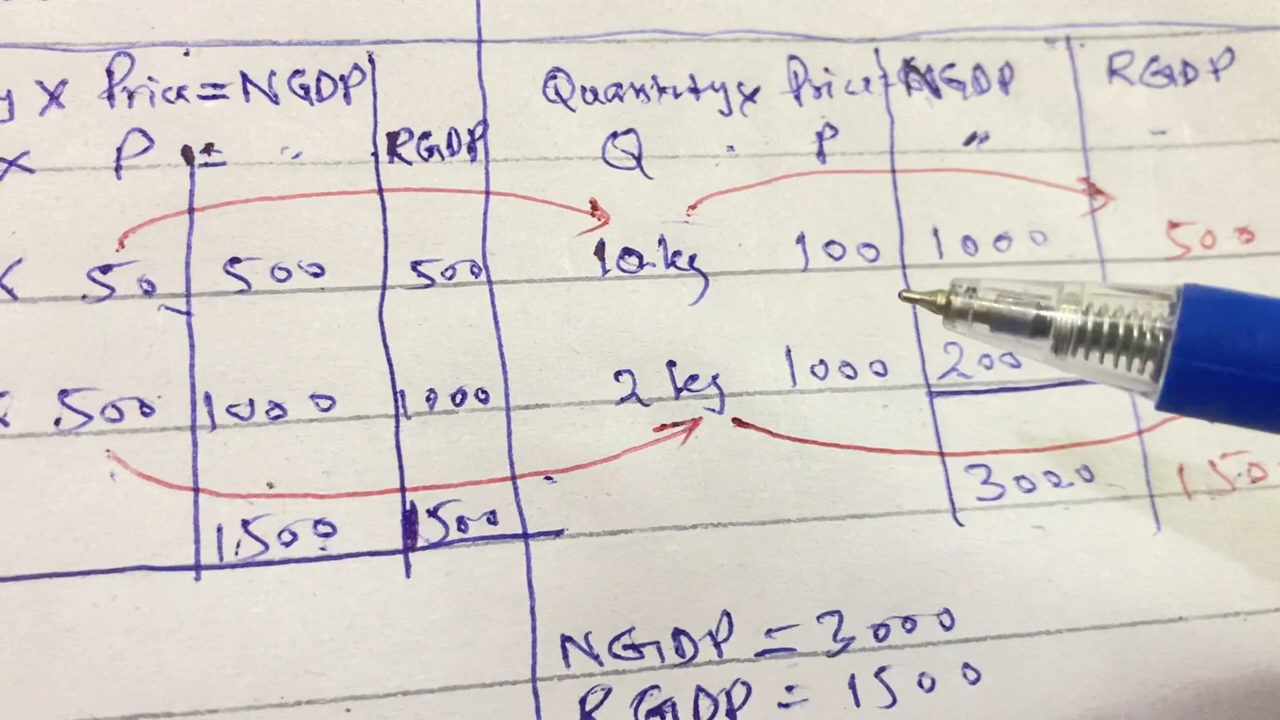 y x Price = NGDP Quantity x Price = NGDP RGDP
x P = " RGDP Q P " -
x 50 500 500 10 kg 100 1000 500
x 500 1000 1000 2 kg 1000 200
3000 150
1500 1500
NGDP = 3000
RGDP = 1500